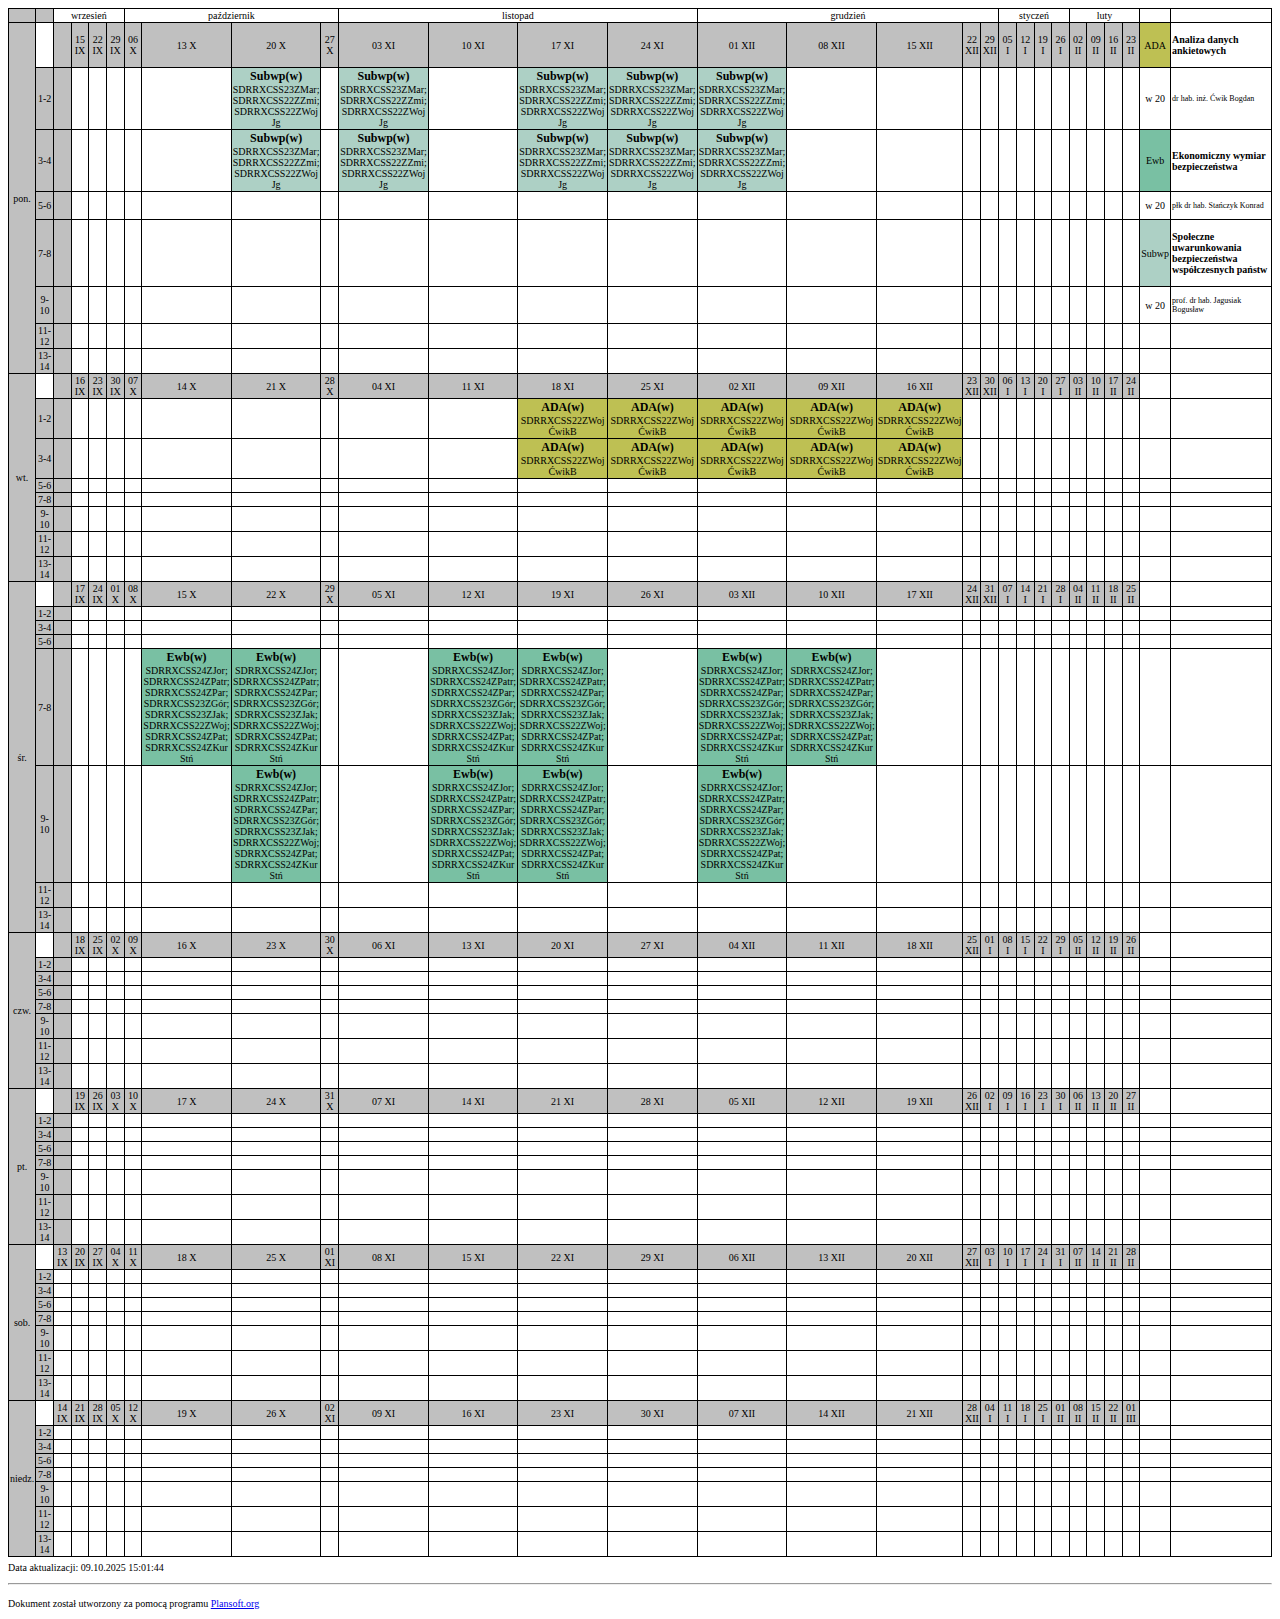 wrzesień październik listopad grudzień styczeń luty
pon. 15 IX 22 IX 29 IX 06 X 13 X 20 X 27 X 03 XI 10 XI 17 XI 24 XI 01 XII 08 XII 15 XII 22 XII 29 XII 05 I 12 I 19 I 26 I 02 II 09 II 16 II 23 II ADA Analiza danych ankietowych
1-2 Subwp(w) Subwp(w) Subwp(w) Subwp(w) Subwp(w) w 20 dr hab. inż. Ćwik Bogdan
SDRRXCSS23ZMar; SDRRXCSS23ZMar; SDRRXCSS23ZMar; SDRRXCSS23ZMar; SDRRXCSS23ZMar;
SDRRXCSS22ZZmi; SDRRXCSS22ZZmi; SDRRXCSS22ZZmi; SDRRXCSS22ZZmi; SDRRXCSS22ZZmi;
SDRRXCSS22ZWoj SDRRXCSS22ZWoj SDRRXCSS22ZWoj SDRRXCSS22ZWoj SDRRXCSS22ZWoj
Jg Jg Jg Jg Jg
3-4 Subwp(w) Subwp(w) Subwp(w) Subwp(w) Subwp(w) Ewb Ekonomiczny wymiar bezpieczeństwa
SDRRXCSS23ZMar; SDRRXCSS23ZMar; SDRRXCSS23ZMar; SDRRXCSS23ZMar; SDRRXCSS23ZMar;
SDRRXCSS22ZZmi; SDRRXCSS22ZZmi; SDRRXCSS22ZZmi; SDRRXCSS22ZZmi; SDRRXCSS22ZZmi;
SDRRXCSS22ZWoj SDRRXCSS22ZWoj SDRRXCSS22ZWoj SDRRXCSS22ZWoj SDRRXCSS22ZWoj
Jg Jg Jg Jg Jg
5-6 w 20 płk dr hab. Stańczyk Konrad
7-8 Subwp Społeczne uwarunkowania bezpieczeństwa współczesnych państw
9-10 w 20 prof. dr hab. Jagusiak Bogusław
11-12
13-14
wt. 16 IX 23 IX 30 IX 07 X 14 X 21 X 28 X 04 XI 11 XI 18 XI 25 XI 02 XII 09 XII 16 XII 23 XII 30 XII 06 I 13 I 20 I 27 I 03 II 10 II 17 II 24 II
1-2 ADA(w) ADA(w) ADA(w) ADA(w) ADA(w)
SDRRXCSS22ZWoj SDRRXCSS22ZWoj SDRRXCSS22ZWoj SDRRXCSS22ZWoj SDRRXCSS22ZWoj
ĆwikB ĆwikB ĆwikB ĆwikB ĆwikB
3-4 ADA(w) ADA(w) ADA(w) ADA(w) ADA(w)
SDRRXCSS22ZWoj SDRRXCSS22ZWoj SDRRXCSS22ZWoj SDRRXCSS22ZWoj SDRRXCSS22ZWoj
ĆwikB ĆwikB ĆwikB ĆwikB ĆwikB
5-6
7-8
9-10
11-12
13-14
śr. 17 IX 24 IX 01 X 08 X 15 X 22 X 29 X 05 XI 12 XI 19 XI 26 XI 03 XII 10 XII 17 XII 24 XII 31 XII 07 I 14 I 21 I 28 I 04 II 11 II 18 II 25 II
1-2
3-4
5-6
7-8 Ewb(w) Ewb(w) Ewb(w) Ewb(w) Ewb(w) Ewb(w)
SDRRXCSS24ZJor; SDRRXCSS24ZJor; SDRRXCSS24ZJor; SDRRXCSS24ZJor; SDRRXCSS24ZJor; SDRRXCSS24ZJor;
SDRRXCSS24ZPatr; SDRRXCSS24ZPatr; SDRRXCSS24ZPatr; SDRRXCSS24ZPatr; SDRRXCSS24ZPatr; SDRRXCSS24ZPatr;
SDRRXCSS24ZPar; SDRRXCSS24ZPar; SDRRXCSS24ZPar; SDRRXCSS24ZPar; SDRRXCSS24ZPar; SDRRXCSS24ZPar;
SDRRXCSS23ZGór; SDRRXCSS23ZGór; SDRRXCSS23ZGór; SDRRXCSS23ZGór; SDRRXCSS23ZGór; SDRRXCSS23ZGór;
SDRRXCSS23ZJak; SDRRXCSS23ZJak; SDRRXCSS23ZJak; SDRRXCSS23ZJak; SDRRXCSS23ZJak; SDRRXCSS23ZJak;
SDRRXCSS22ZWoj; SDRRXCSS22ZWoj; SDRRXCSS22ZWoj; SDRRXCSS22ZWoj; SDRRXCSS22ZWoj; SDRRXCSS22ZWoj;
SDRRXCSS24ZPat; SDRRXCSS24ZPat; SDRRXCSS24ZPat; SDRRXCSS24ZPat; SDRRXCSS24ZPat; SDRRXCSS24ZPat;
SDRRXCSS24ZKur SDRRXCSS24ZKur SDRRXCSS24ZKur SDRRXCSS24ZKur SDRRXCSS24ZKur SDRRXCSS24ZKur
Stń Stń Stń Stń Stń Stń
9-10 Ewb(w) Ewb(w) Ewb(w) Ewb(w)
SDRRXCSS24ZJor; SDRRXCSS24ZJor; SDRRXCSS24ZJor; SDRRXCSS24ZJor;
SDRRXCSS24ZPatr; SDRRXCSS24ZPatr; SDRRXCSS24ZPatr; SDRRXCSS24ZPatr;
SDRRXCSS24ZPar; SDRRXCSS24ZPar; SDRRXCSS24ZPar; SDRRXCSS24ZPar;
SDRRXCSS23ZGór; SDRRXCSS23ZGór; SDRRXCSS23ZGór; SDRRXCSS23ZGór;
SDRRXCSS23ZJak; SDRRXCSS23ZJak; SDRRXCSS23ZJak; SDRRXCSS23ZJak;
SDRRXCSS22ZWoj; SDRRXCSS22ZWoj; SDRRXCSS22ZWoj; SDRRXCSS22ZWoj;
SDRRXCSS24ZPat; SDRRXCSS24ZPat; SDRRXCSS24ZPat; SDRRXCSS24ZPat;
SDRRXCSS24ZKur SDRRXCSS24ZKur SDRRXCSS24ZKur SDRRXCSS24ZKur
Stń Stń Stń Stń
11-12
13-14
czw. 18 IX 25 IX 02 X 09 X 16 X 23 X 30 X 06 XI 13 XI 20 XI 27 XI 04 XII 11 XII 18 XII 25 XII 01 I 08 I 15 I 22 I 29 I 05 II 12 II 19 II 26 II
1-2
3-4
5-6
7-8
9-10
11-12
13-14
pt. 19 IX 26 IX 03 X 10 X 17 X 24 X 31 X 07 XI 14 XI 21 XI 28 XI 05 XII 12 XII 19 XII 26 XII 02 I 09 I 16 I 23 I 30 I 06 II 13 II 20 II 27 II
1-2
3-4
5-6
7-8
9-10
11-12
13-14
sob. 13 IX 20 IX 27 IX 04 X 11 X 18 X 25 X 01 XI 08 XI 15 XI 22 XI 29 XI 06 XII 13 XII 20 XII 27 XII 03 I 10 I 17 I 24 I 31 I 07 II 14 II 21 II 28 II
1-2
3-4
5-6
7-8
9-10
11-12
13-14
niedz. 14 IX 21 IX 28 IX 05 X 12 X 19 X 26 X 02 XI 09 XI 16 XI 23 XI 30 XI 07 XII 14 XII 21 XII 28 XII 04 I 11 I 18 I 25 I 01 II 08 II 15 II 22 II 01 III
1-2
3-4
5-6
7-8
9-10
11-12
13-14
Data aktualizacji: 09.10.2025 15:01:44
Dokument został utworzony za pomocą programu Plansoft.org